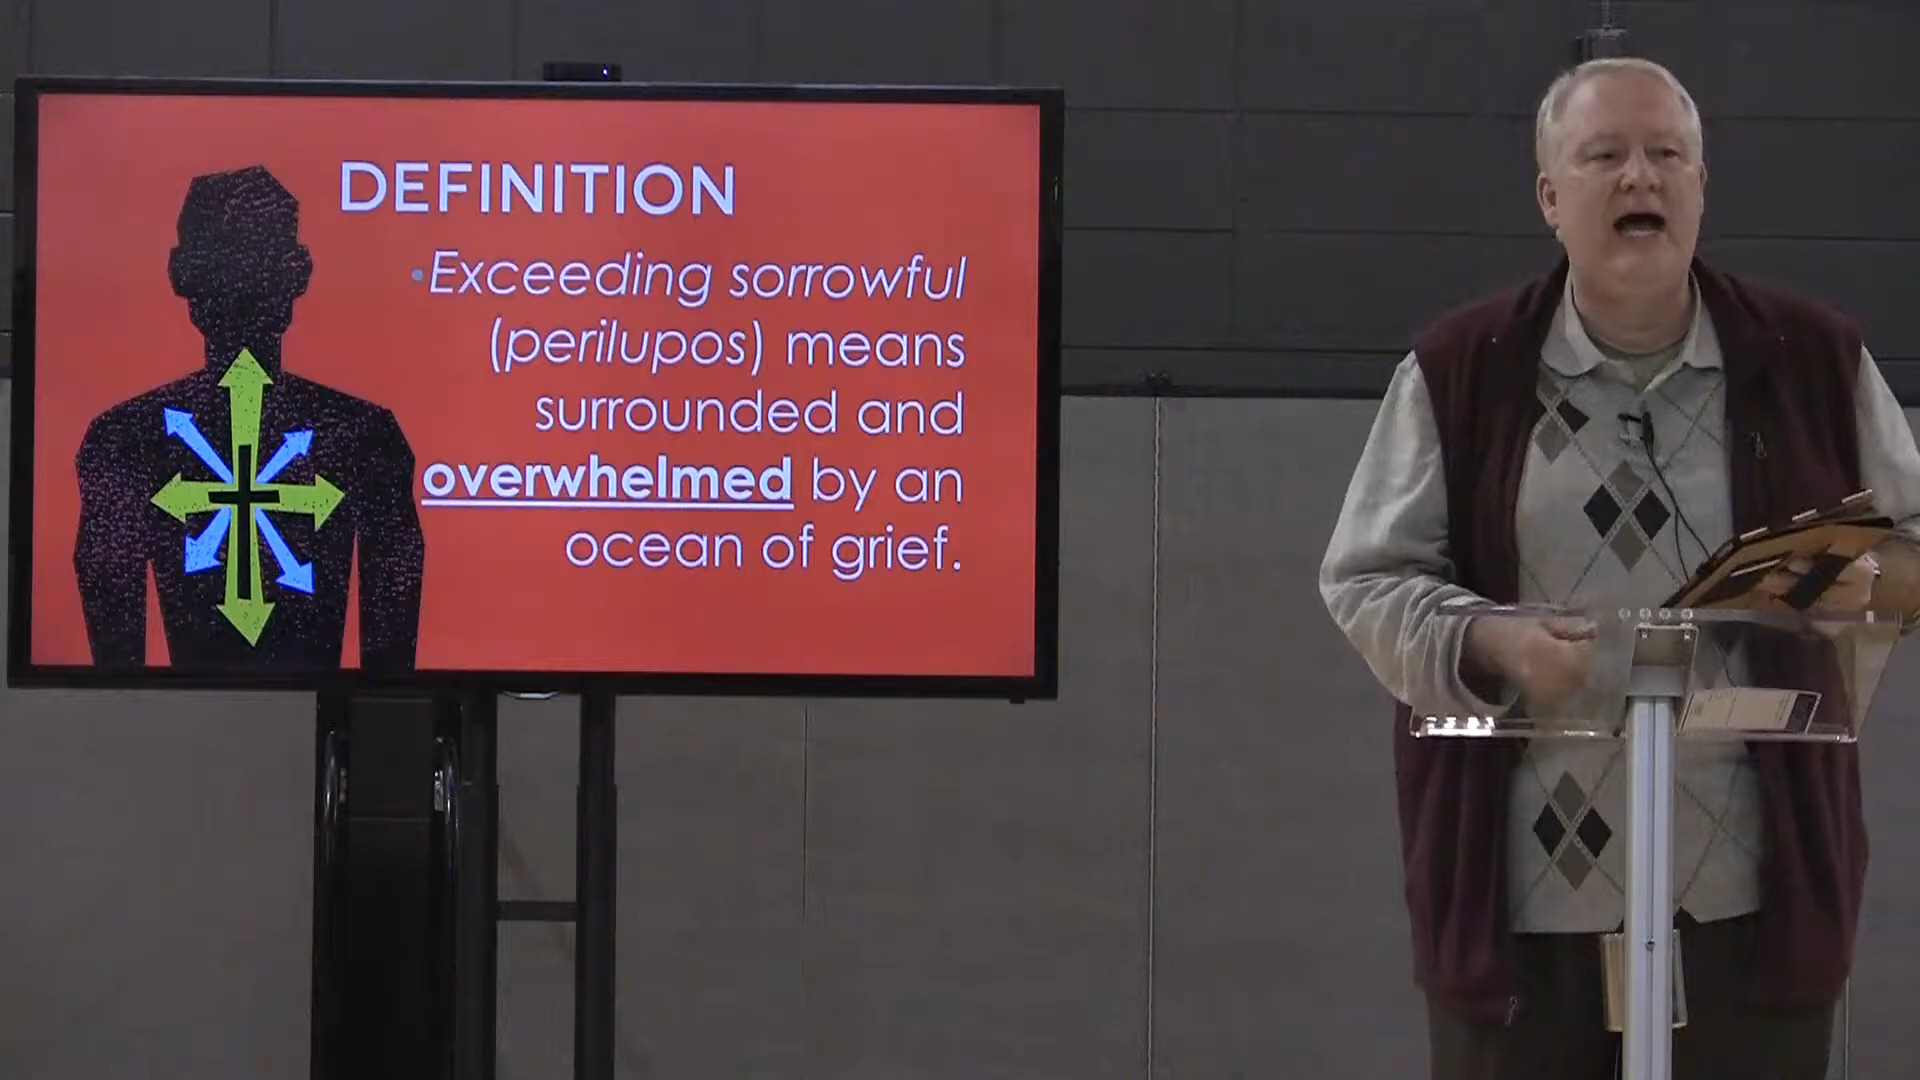 DEFINITION
•Exceeding sorrowful
(perilupos) means
surrounded and
overwhelmed by an
ocean of grief.